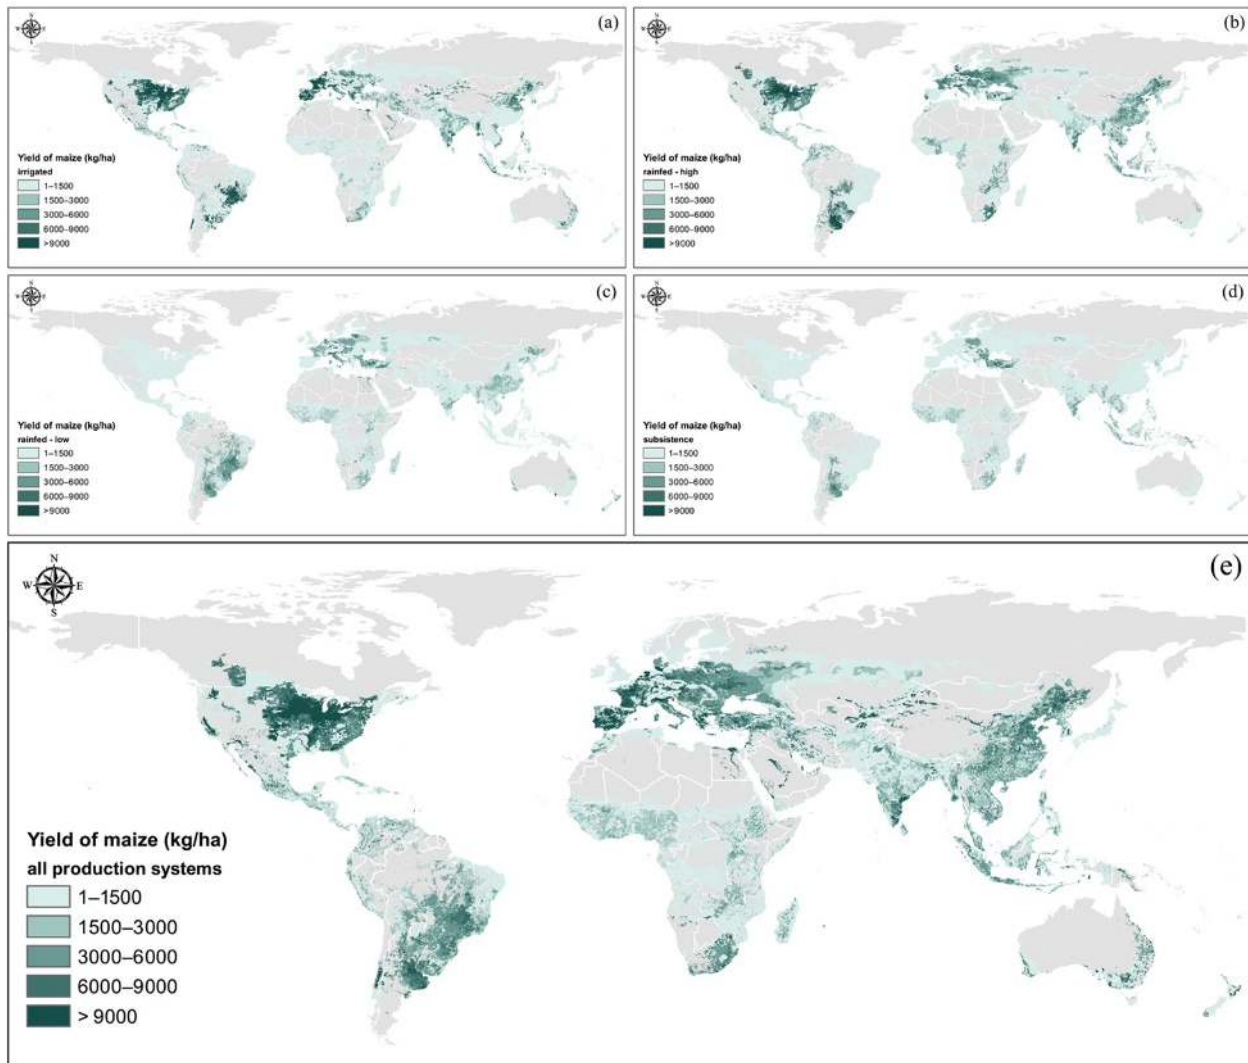 (a)
N
W E
S
Yield of maize (kg/ha)
irrigated
1–1500
1500–3000
3000–6000
6000–9000
>9000
(b)
N
W E
S
Yield of maize (kg/ha)
rainfed - high
1–1500
1500–3000
3000–6000
6000–9000
>9000
(c)
N
W E
S
Yield of maize (kg/ha)
rainfed - low
1–1500
1500–3000
3000–6000
6000–9000
>9000
(d)
N
W E
S
Yield of maize (kg/ha)
subsistence
1–1500
1500–3000
3000–6000
6000–9000
>9000
(e)
N
W E
S
Yield of maize (kg/ha)
all production systems
1–1500
1500–3000
3000–6000
6000–9000
> 9000